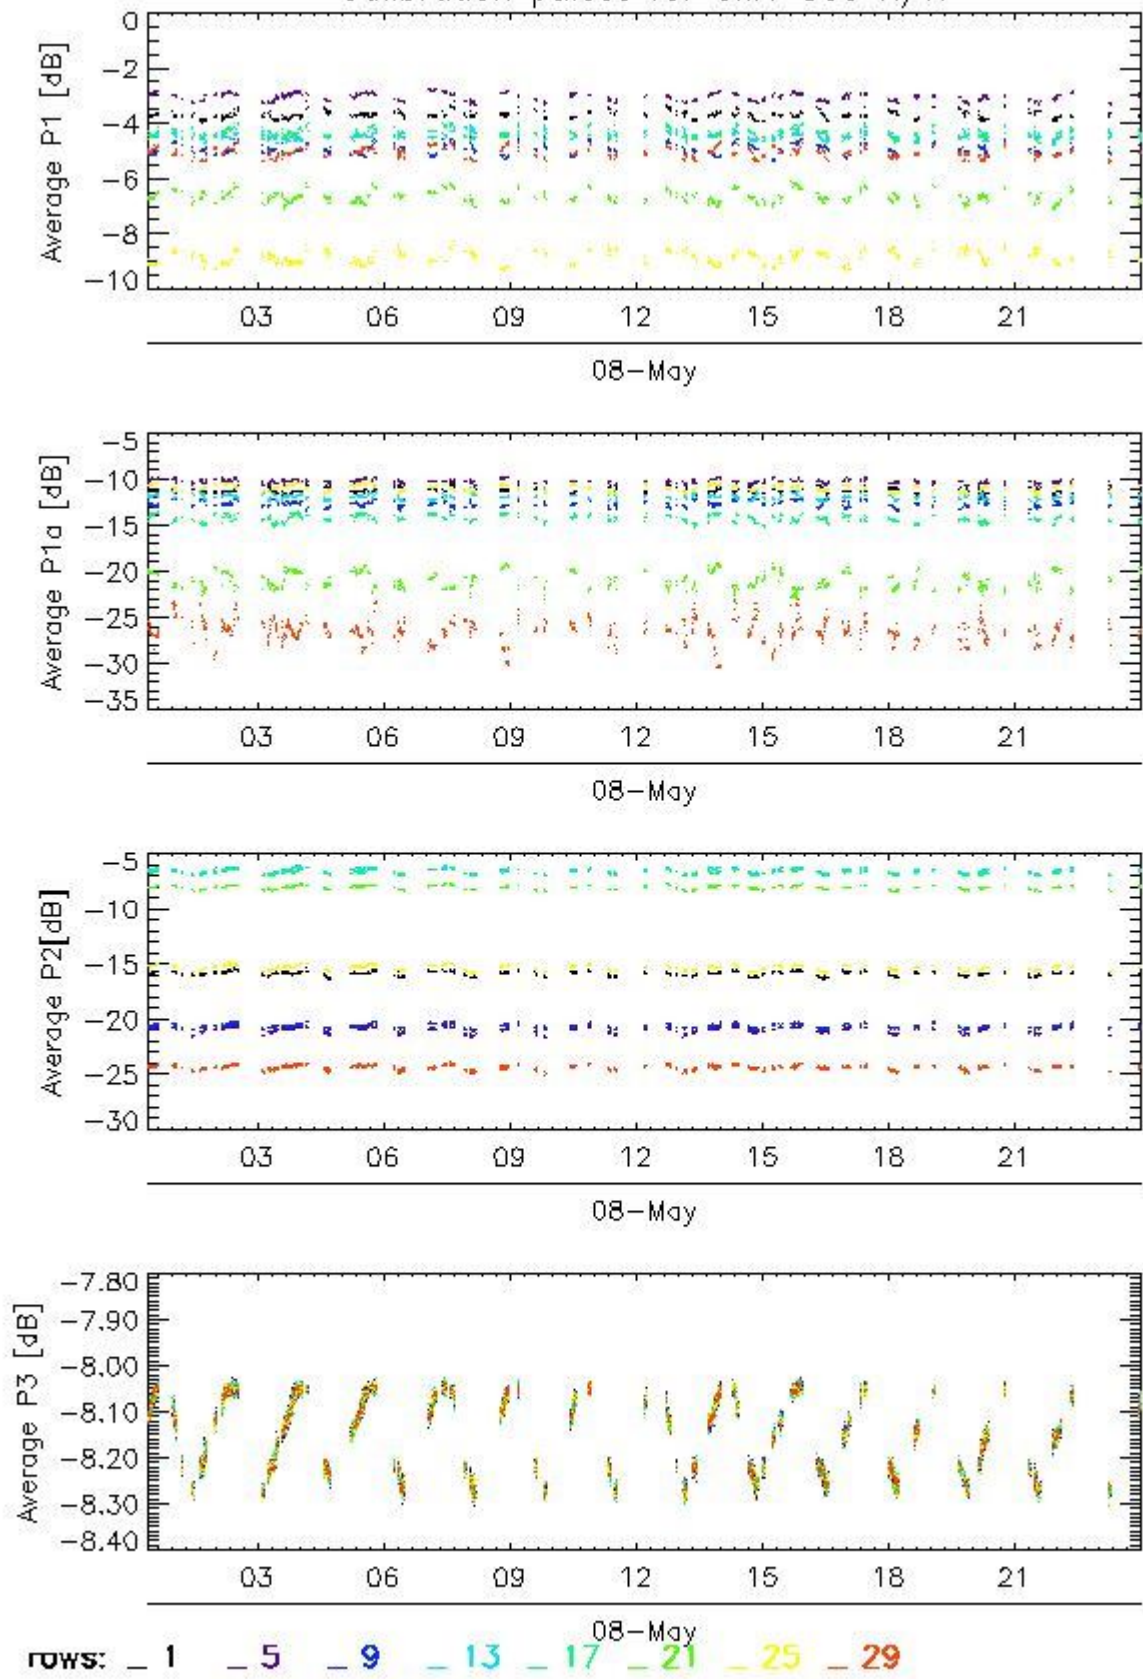 0
-2
-4
-6
-8
-10
Average P1 [dB]
03 06 09 12 15 18 21
08-May
-5
-10
-15
-20
-25
-30
-35
Average P1a [dB]
03 06 09 12 15 18 21
08-May
-5
-10
-15
-20
-25
-30
Average P2[dB]
03 06 09 12 15 18 21
08-May
-7.80
-7.90
-8.00
-8.10
-8.20
-8.30
-8.40
Average P3 [dB]
03 06 09 12 15 18 21
08-May
rows: _ 1 _ 5 _ 9 _ 13 _ 17 _ 21 _ 25 _ 29